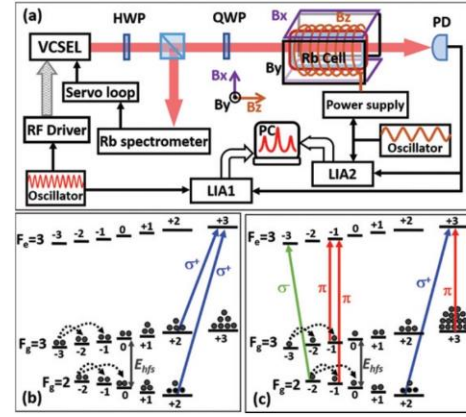 (a)
HWP
QWP
Bx
Bz
PD
VCSEL
Rb Cell
Bx
By
Servo loop
By
Bz
Power supply
RF Driver
Rb spectrometer
PC
Oscillator
LIA2
Oscillator
LIA1
-3 -2 -1 0 +1 +2 +3
Fe=3
σ+
σ+
Fg=3
-3 -2 -1 0 +1 +2 +3
Ehfs
Fg=2
-2 -1 0 +1 +2
(b)
-3 -2 -1 0 +1 +2 +3
Fe=3
σ-
π
π
σ+
π
Fg=3
-3 -2 -1 0 +1 +2 +3
Ehfs
Fg=2
-2 -1 0 +1 +2
(c)